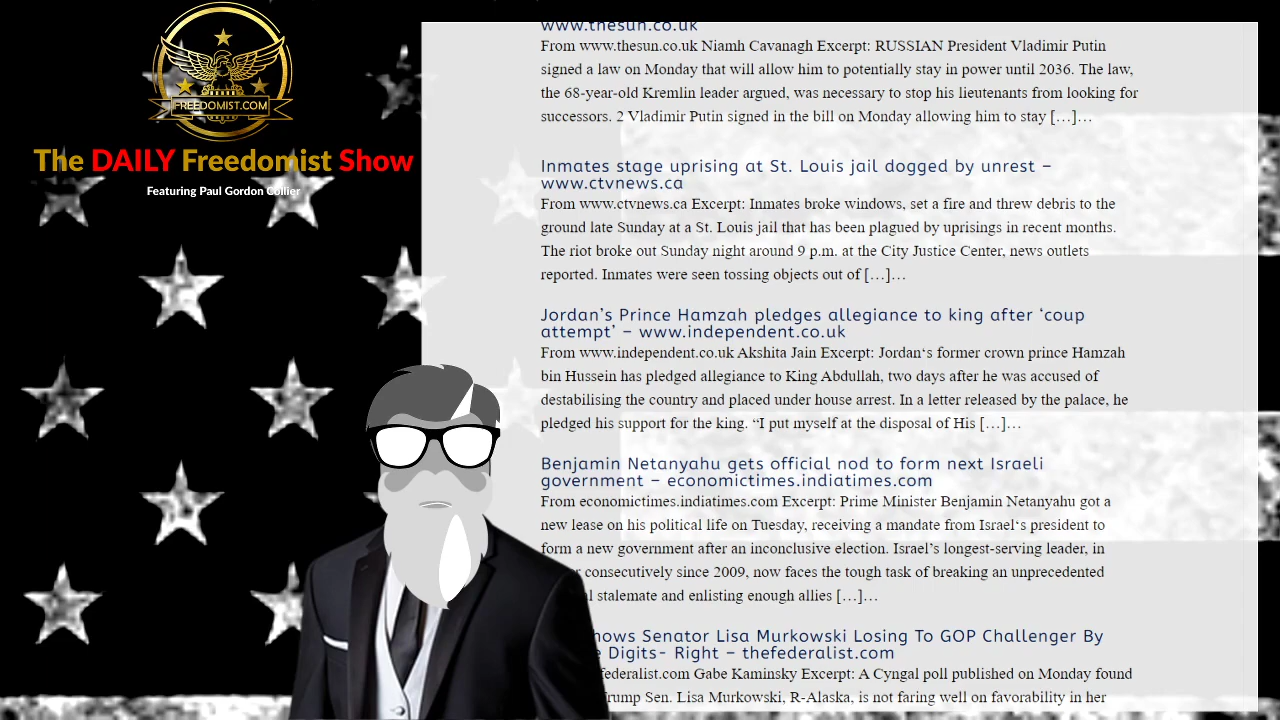 FREEDOMIST.COM
The DAILY Freedomist Show
Featuring Paul Gordon Collier
www.thesun.co.uk
From www.thesun.co.uk Niamh Cavanagh Excerpt: RUSSIAN President Vladimir Putin
signed a law on Monday that will allow him to potentially stay in power until 2036. The law,
the 68-year-old Kremlin leader argued, was necessary to stop his lieutenants from looking for
successors. 2 Vladimir Putin signed in the bill on Monday allowing him to stay […]…
Inmates stage uprising at St. Louis jail dogged by unrest –
www.ctvnews.ca
From www.ctvnews.ca Excerpt: Inmates broke windows, set a fire and threw debris to the
ground late Sunday at a St. Louis jail that has been plagued by uprisings in recent months.
The riot broke out Sunday night around 9 p.m. at the City Justice Center, news outlets
reported. Inmates were seen tossing objects out of […]…
Jordan’s Prince Hamzah pledges allegiance to king after ‘coup
attempt’ – www.independent.co.uk
From www.independent.co.uk Akshita Jain Excerpt: Jordan‘s former crown prince Hamzah
bin Hussein has pledged allegiance to King Abdullah, two days after he was accused of
destabilising the country and placed under house arrest. In a letter released by the palace, he
pledged his support for the king. “I put myself at the disposal of His […]…
Benjamin Netanyahu gets official nod to form next Israeli
government – economictimes.indiatimes.com
From economictimes.indiatimes.com Excerpt: Prime Minister Benjamin Netanyahu got a
new lease on his political life on Tuesday, receiving a mandate from Israel‘s president to
form a new government after an inconclusive election. Israel’s longest-serving leader, in
consecutively since 2009, now faces the tough task of breaking an unprecedented
stalemate and enlisting enough allies […]…
Senator Lisa Murkowski Losing To GOP Challenger By
Digits- Right – thefederalist.com
Gabe Kaminsky Excerpt: A Cyngal poll published on Monday found
Sen. Lisa Murkowski, R-Alaska, is not faring well on favorability in her